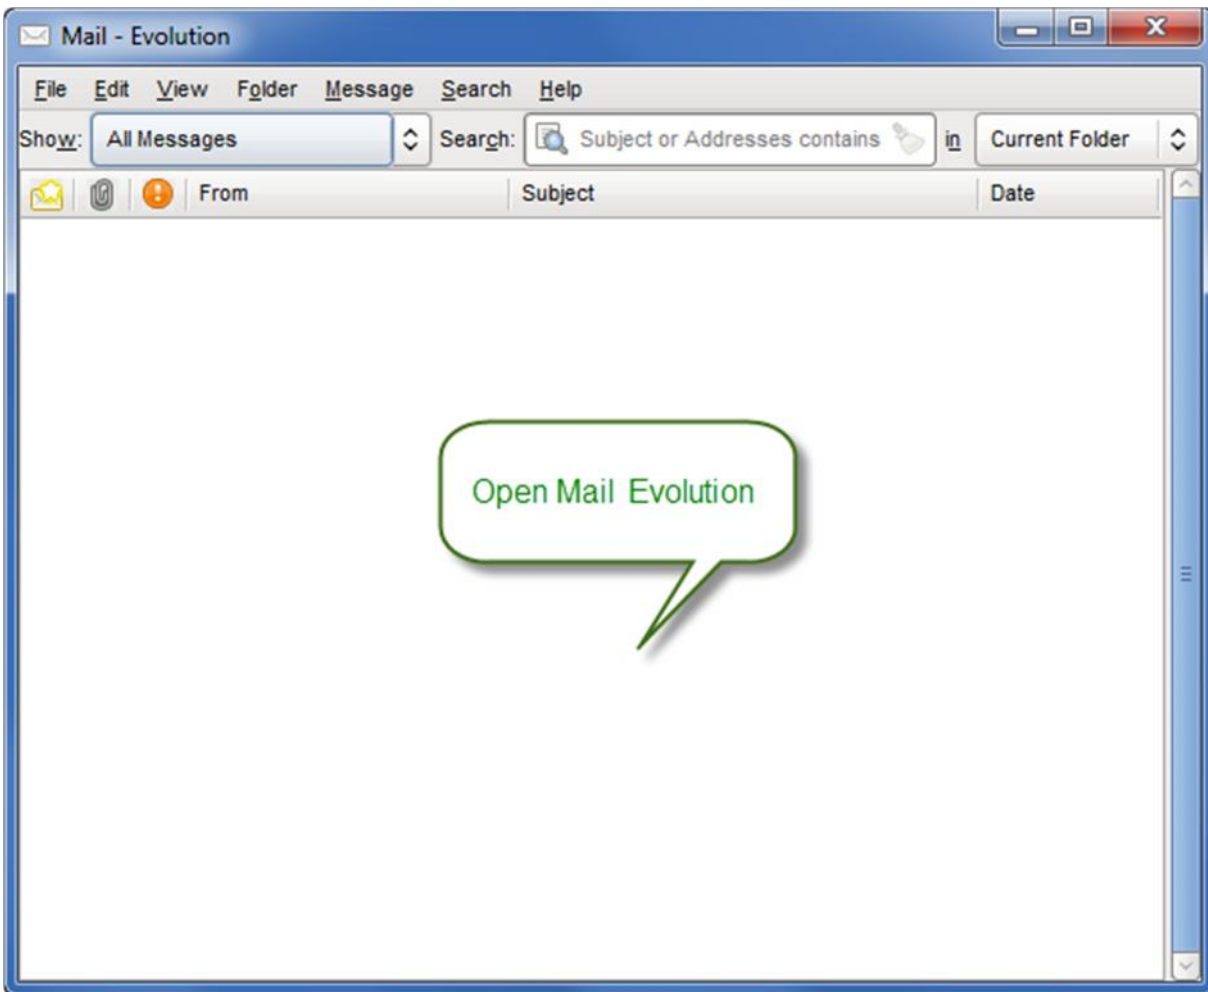 Mail - Evolution
File Edit View Folder Message Search Help
Show: All Messages Search: Subject or Addresses contains in Current Folder
From Subject Date
Open Mail Evolution